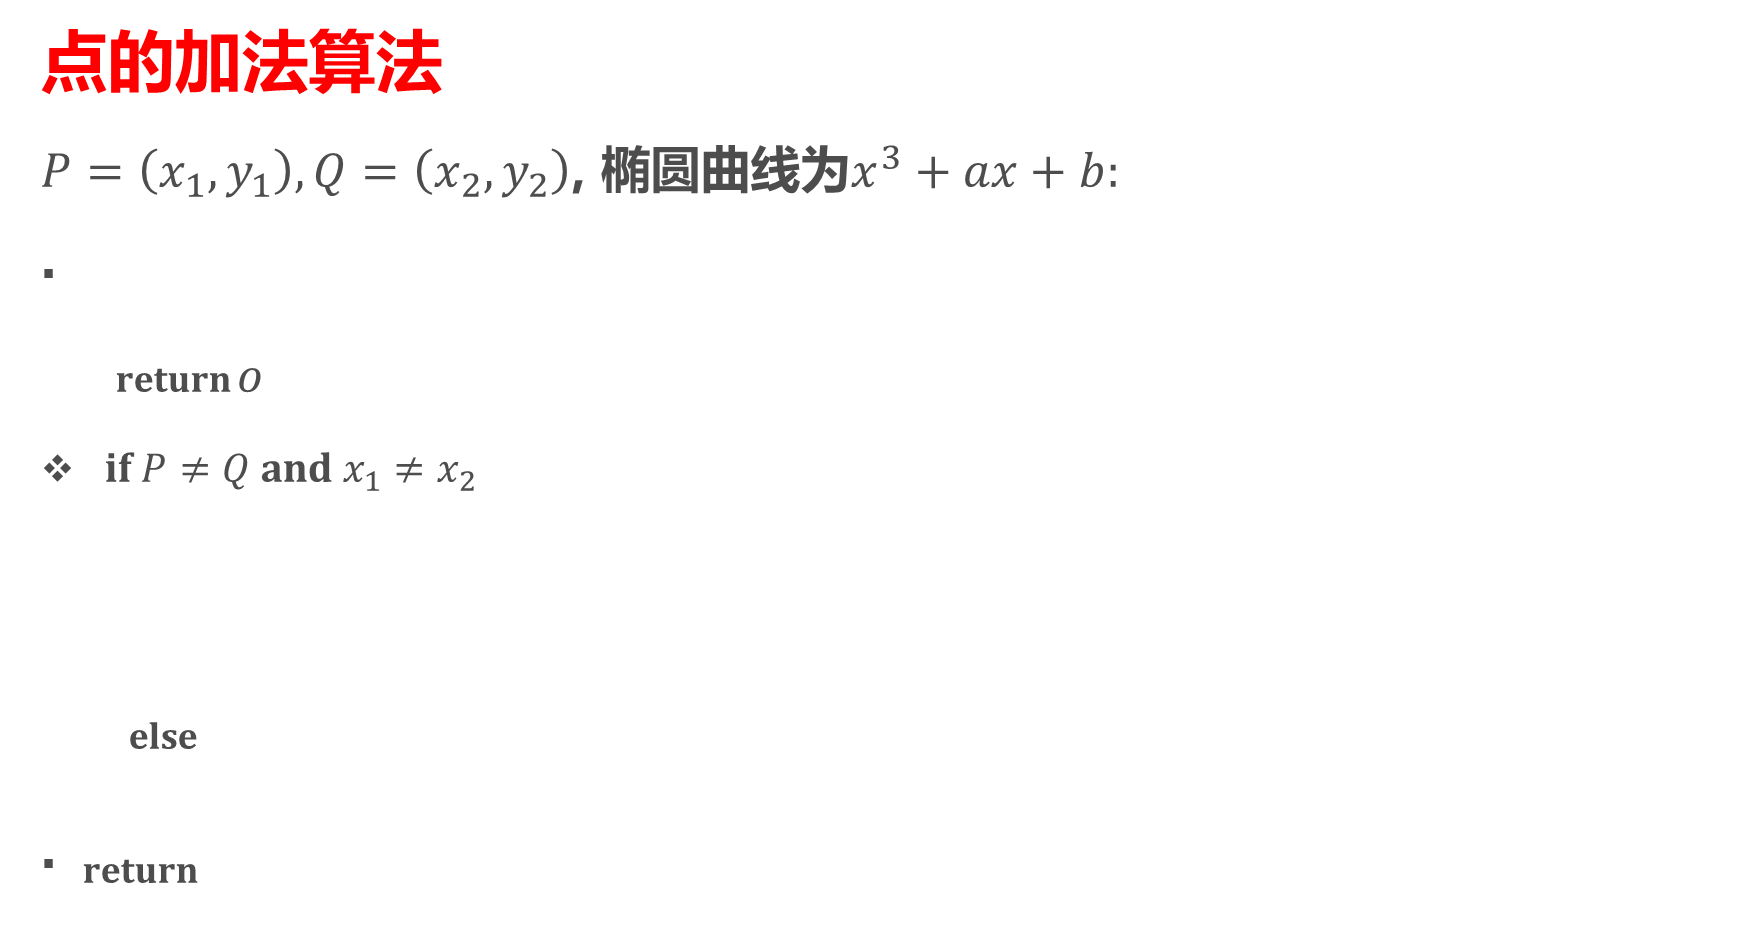 点的加法算法
P = (x₁, y₁), Q = (x₂, y₂), 椭圆曲线为x³ + ax + b:
▪
return O
❖ if P ≠ Q and x₁ ≠ x₂
else
▪ return